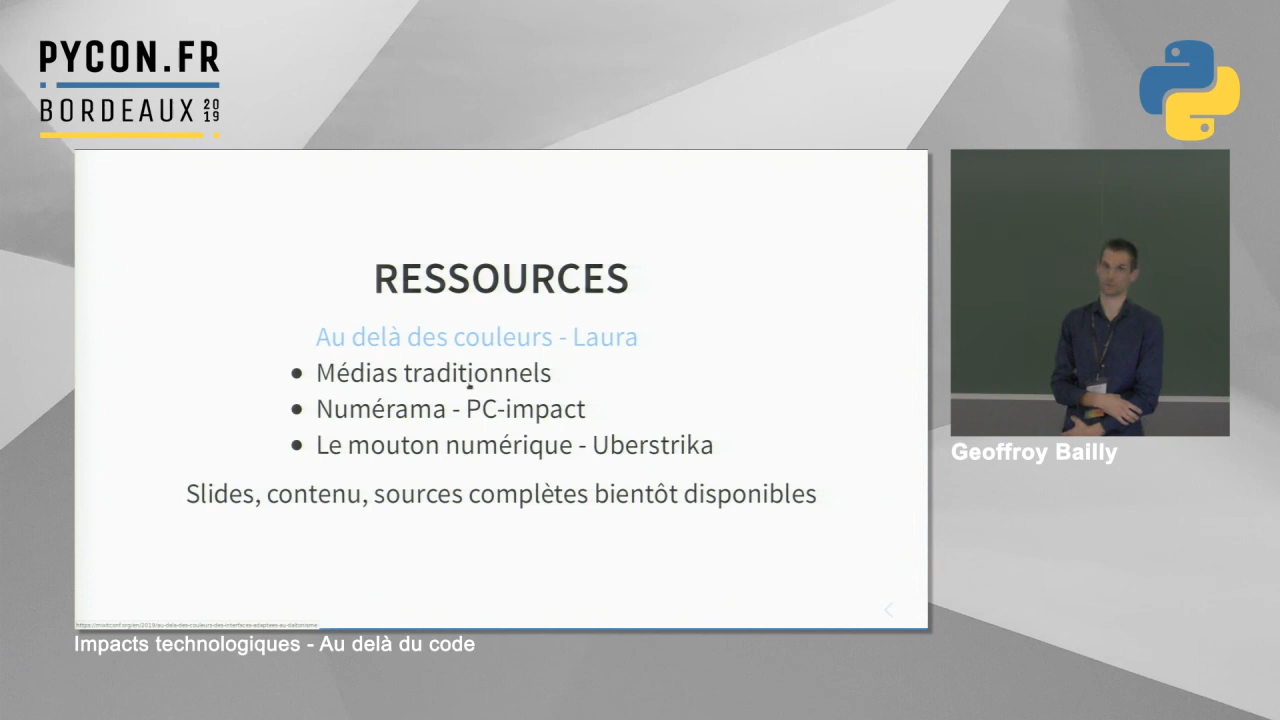 PYCON.FR
BORDEAUX 2019
RESSOURCES
Au delà des couleurs - Laura
• Médias traditionnels
• Numérama - PC-impact
• Le mouton numérique - Uberstrika
Slides, contenu, sources complètes bientôt disponibles
Geoffroy Bailly
Impacts technologiques - Au delà du code